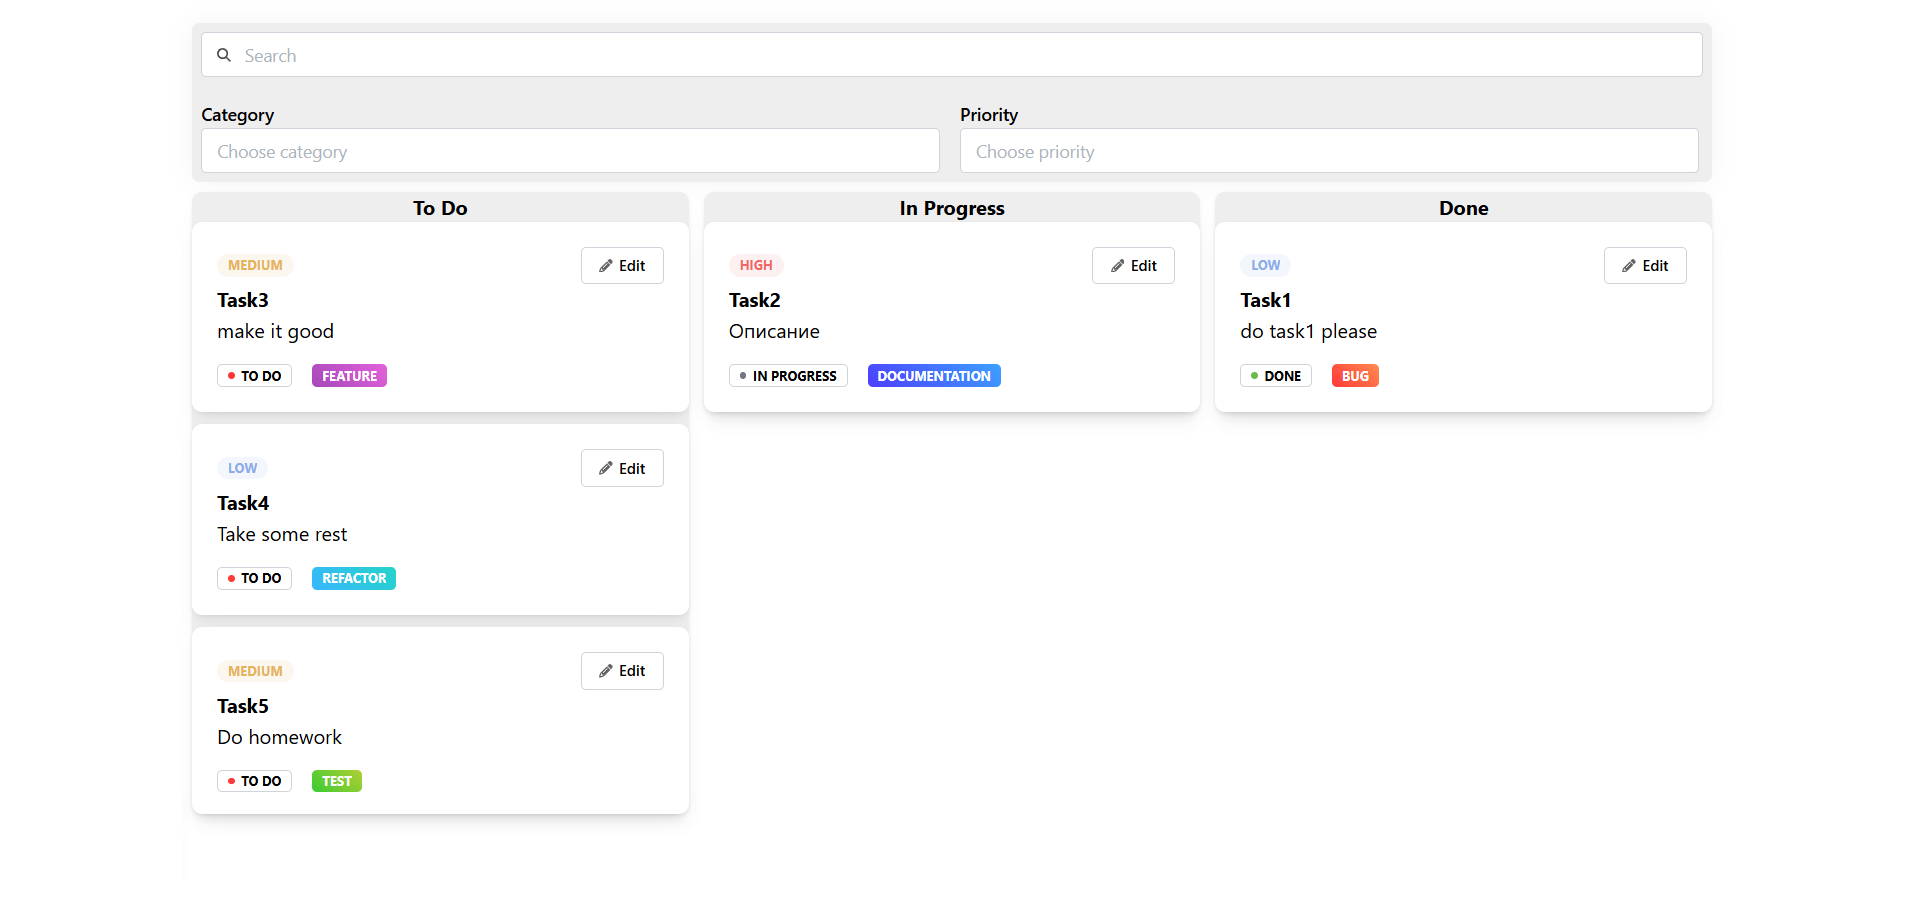 Search
Category
Priority
Choose category
Choose priority
To Do
MEDIUM
Edit
Task3
make it good
TO DO
FEATURE
LOW
Edit
Task4
Take some rest
TO DO
REFACTOR
MEDIUM
Edit
Task5
Do homework
TO DO
TEST
In Progress
HIGH
Edit
Task2
Описание
IN PROGRESS
DOCUMENTATION
Done
LOW
Edit
Task1
do task1 please
DONE
BUG